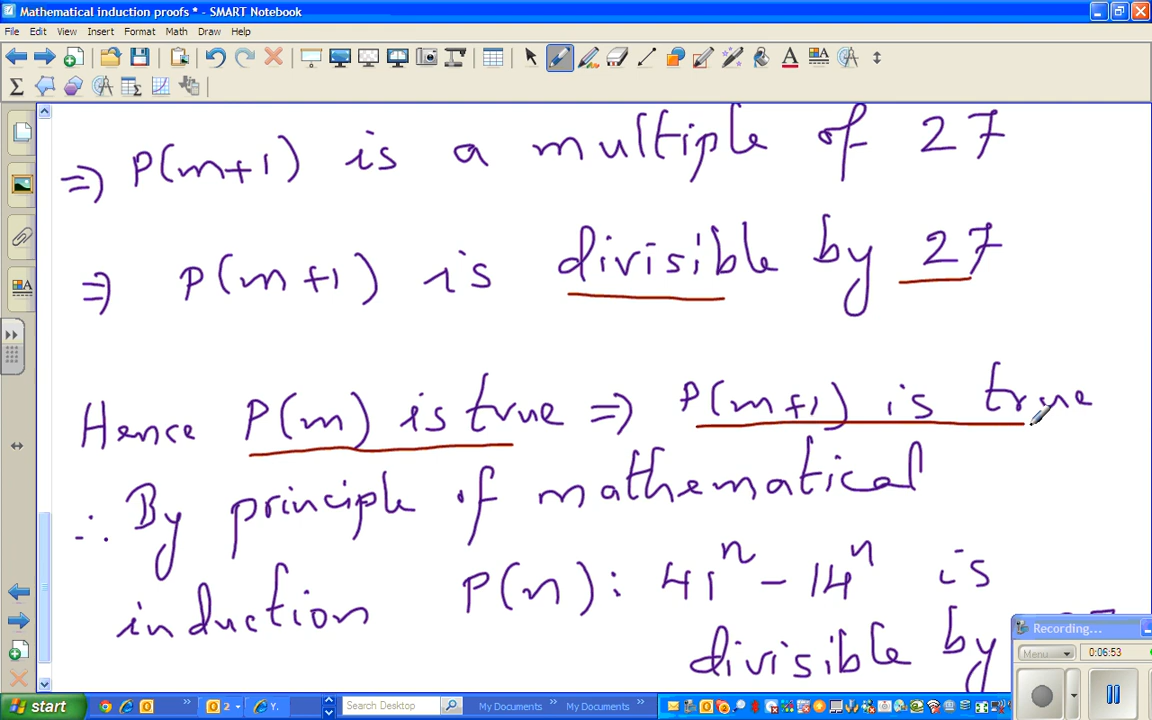 Mathematical induction proofs * - SMART Notebook
File Edit View Insert Format Math Draw Help
⇒ P(m+1) is a multiple of 27
⇒ P(m+1) is divisible by 27
Hence P(m) is true ⇒ P(m+1) is true
∴ By principle of mathematical
induction P(n): 41ⁿ - 14ⁿ is
divisible by
Recording...
Menu 0:06:53
start 2 Y. Search Desktop My Documents My Documents